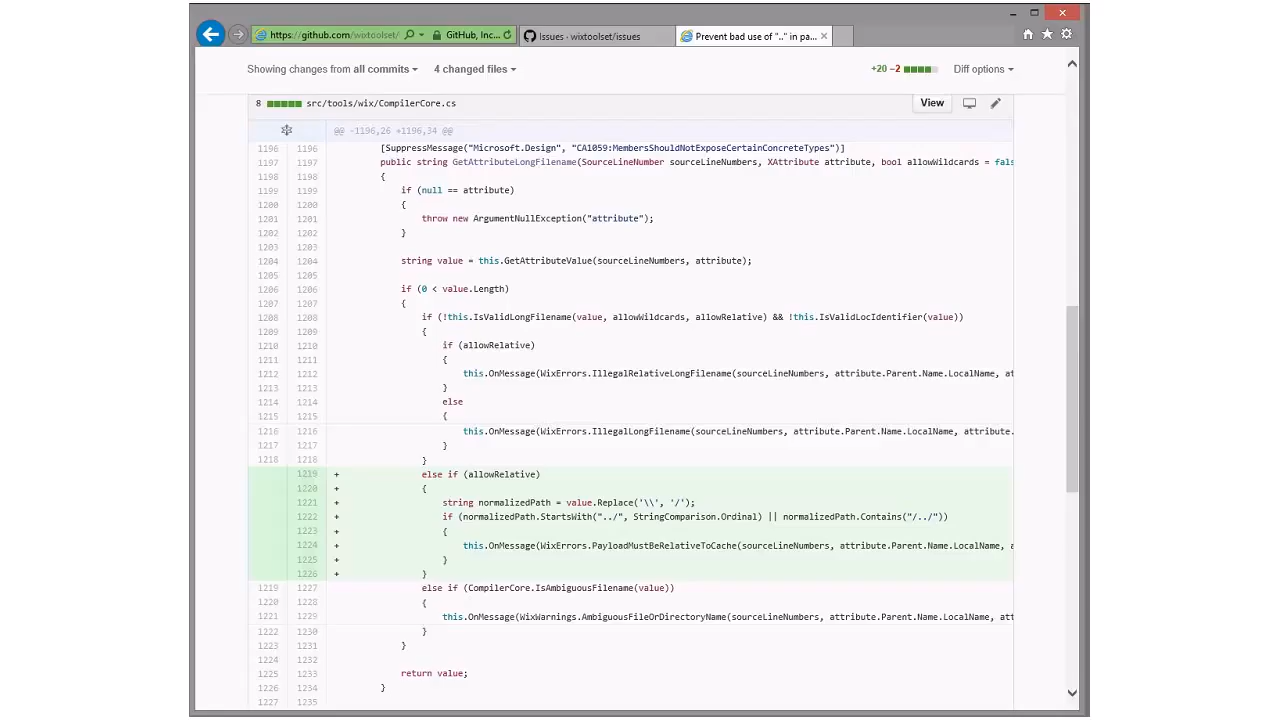 https://github.com/wixtoolset/ GitHub, Inc... Issues · wixtoolset/issues Prevent bad use of ".." in pa...
Showing changes from all commits 4 changed files +20 −2 Diff options
8 src/tools/wix/CompilerCore.cs View
@@ -1196,26 +1196,34 @@
1196 1196 [SuppressMessage("Microsoft.Design", "CA1059:MembersShouldNotExposeCertainConcreteTypes")]
1197 1197 public string GetAttributeLongFilename(SourceLineNumber sourceLineNumbers, XAttribute attribute, bool allowWildcards = fals
1198 1198 {
1199 1199 if (null == attribute)
1200 1200 {
1201 1201 throw new ArgumentNullException("attribute");
1202 1202 }
1203 1203
1204 1204 string value = this.GetAttributeValue(sourceLineNumbers, attribute);
1205 1205
1206 1206 if (0 < value.Length)
1207 1207 {
1208 1208 if (!this.IsValidLongFilename(value, allowWildcards, allowRelative) && !this.IsValidLocIdentifier(value))
1209 1209 {
1210 1210 if (allowRelative)
1211 1211 {
1212 1212 this.OnMessage(WixErrors.IllegalRelativeLongFilename(sourceLineNumbers, attribute.Parent.Name.LocalName, at
1213 1213 }
1214 1214 else
1215 1215 {
1216 1216 this.OnMessage(WixErrors.IllegalLongFilename(sourceLineNumbers, attribute.Parent.Name.LocalName, attribute.
1217 1217 }
1218 1218 }
1219 + else if (allowRelative)
1220 + {
1221 + string normalizedPath = value.Replace('\\', '/');
1222 + if (normalizedPath.StartsWith("../", StringComparison.Ordinal) || normalizedPath.Contains("/../"))
1223 + {
1224 + this.OnMessage(WixErrors.PayloadMustBeRelativeToCache(sourceLineNumbers, attribute.Parent.Name.LocalName, a
1225 + }
1226 + }
1219 1227 else if (CompilerCore.IsAmbiguousFilename(value))
1220 1228 {
1221 1229 this.OnMessage(WixWarnings.AmbiguousFileOrDirectoryName(sourceLineNumbers, attribute.Parent.Name.LocalName, att
1222 1230 }
1223 1231 }
1224 1232
1225 1233 return value;
1226 1234 }
1227 1235